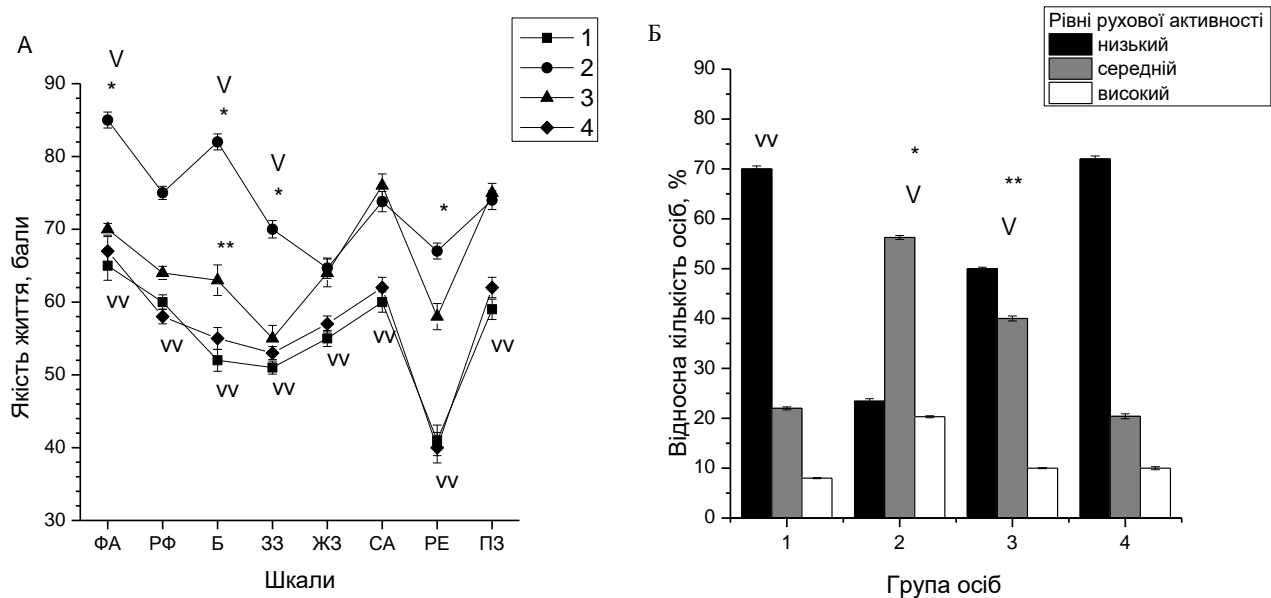 А
V
*
V
*
V
*
**
*
vv
vv
vv
vv
vv
vv
vv
vv
1
2
3
4
90
80
70
60
50
40
30
Якість життя, бали
ФА РФ Б ЗЗ ЖЗ СА РЕ ПЗ
Шкали
Б
Рівні рухової активності
низький
середній
високий
vv
*
V
**
V
90
80
70
60
50
40
30
20
10
0
Відносна кількість осіб, %
1 2 3 4
Група осіб